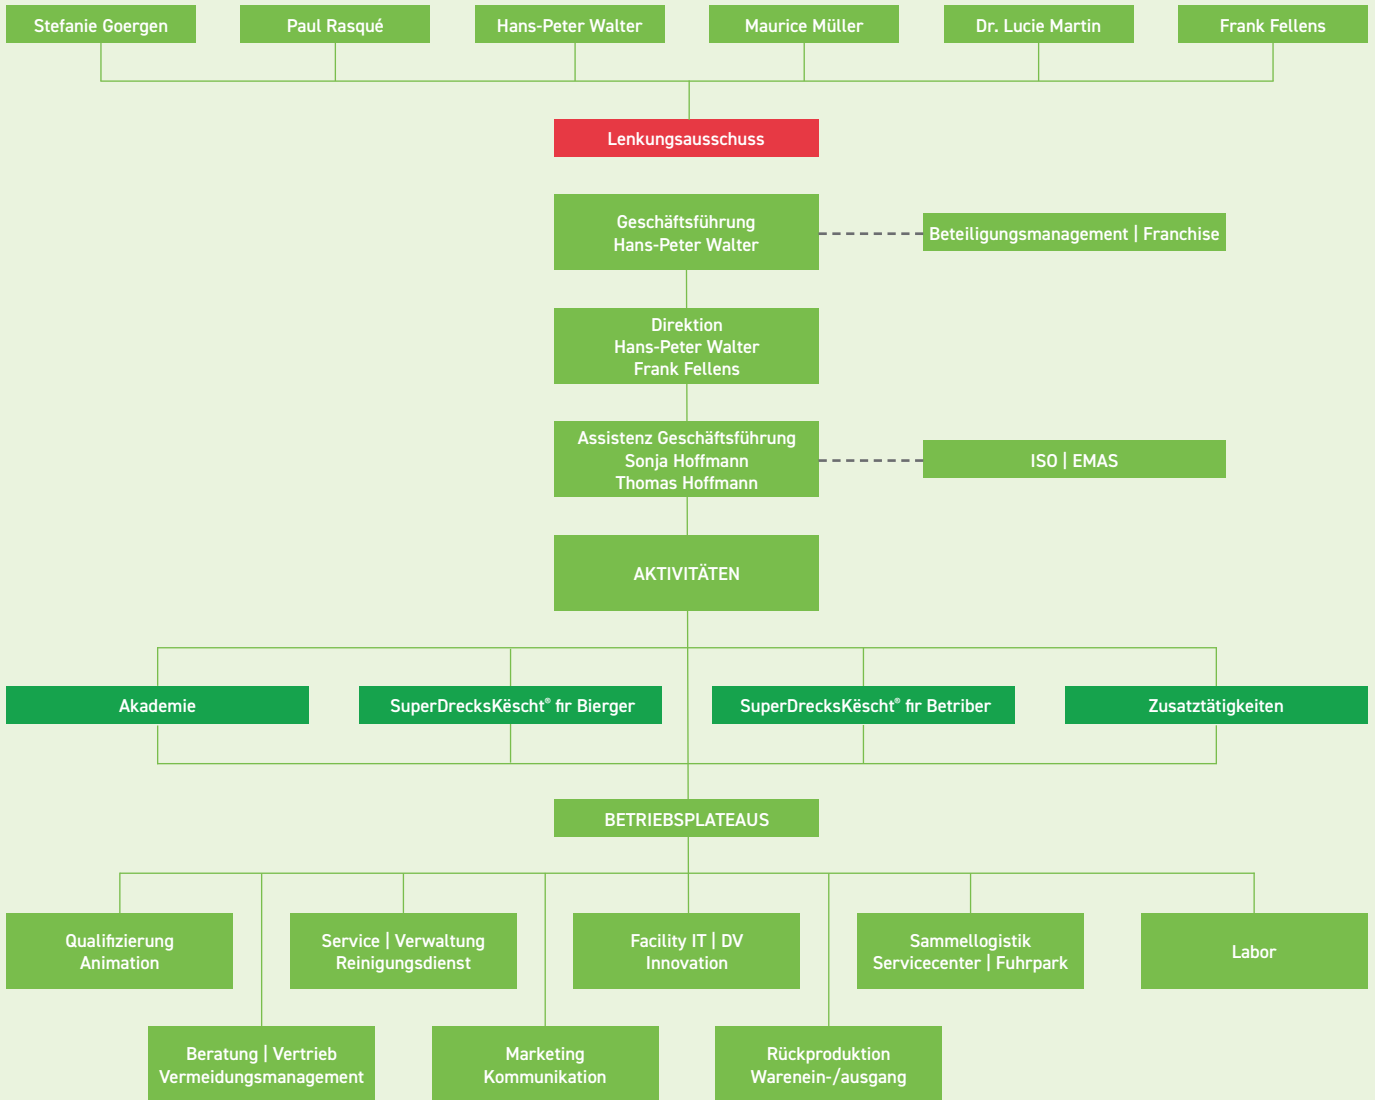 Stefanie Goergen
Paul Rasqué
Hans-Peter Walter
Maurice Müller
Dr. Lucie Martin
Frank Fellens
Lenkungsausschuss
Geschäftsführung
Hans-Peter Walter
Beteiligungsmanagement | Franchise
Direktion
Hans-Peter Walter
Frank Fellens
Assistenz Geschäftsführung
Sonja Hoffmann
Thomas Hoffmann
ISO | EMAS
AKTIVITÄTEN
Akademie
SuperDrecksKëscht® fir Bierger
SuperDrecksKëscht® fir Betriber
Zusatztätigkeiten
BETRIEBSPLATEAUS
Qualifizierung
Animation
Service | Verwaltung
Reinigungsdienst
Facility IT | DV
Innovation
Sammellogistik
Servicecenter | Fuhrpark
Labor
Beratung | Vertrieb
Vermeidungsmanagement
Marketing
Kommunikation
Rückproduktion
Warenein-/ausgang